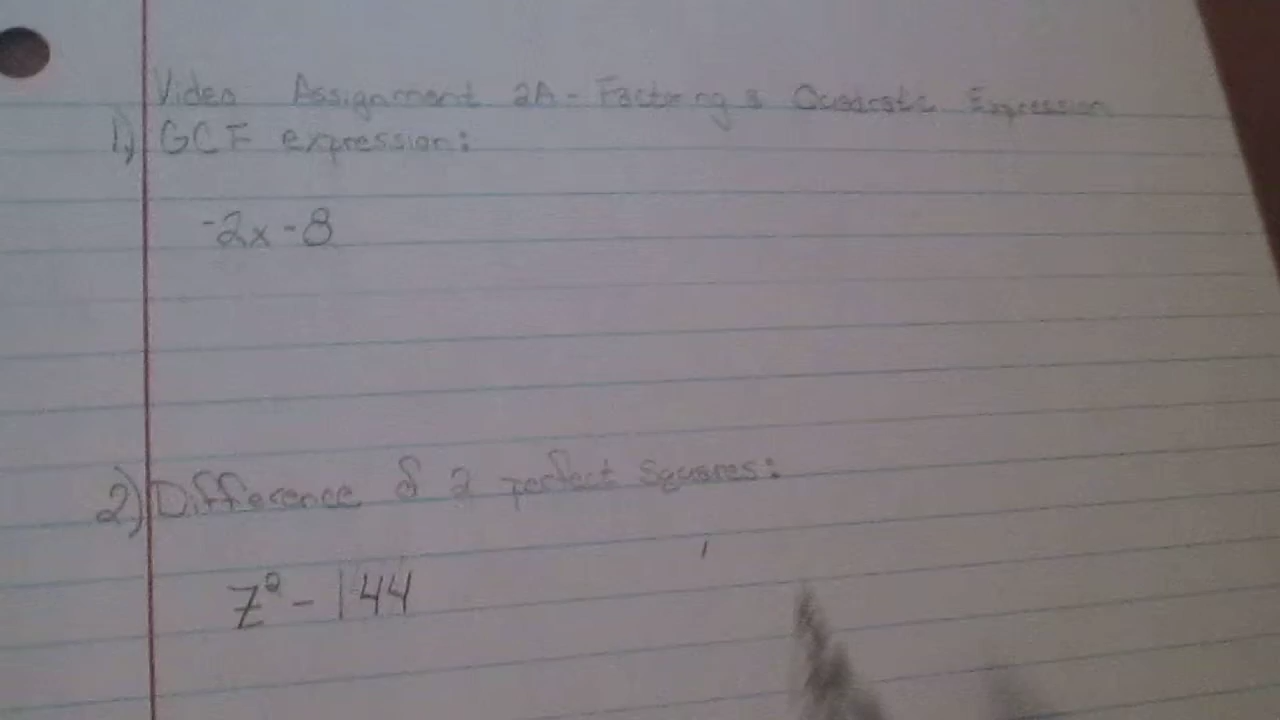 Video Assignment 2A - Factoring a Quadratic Expression
1) GCF expression:
-2x - 8
2) Difference of 2 perfect squares:
z² - 144